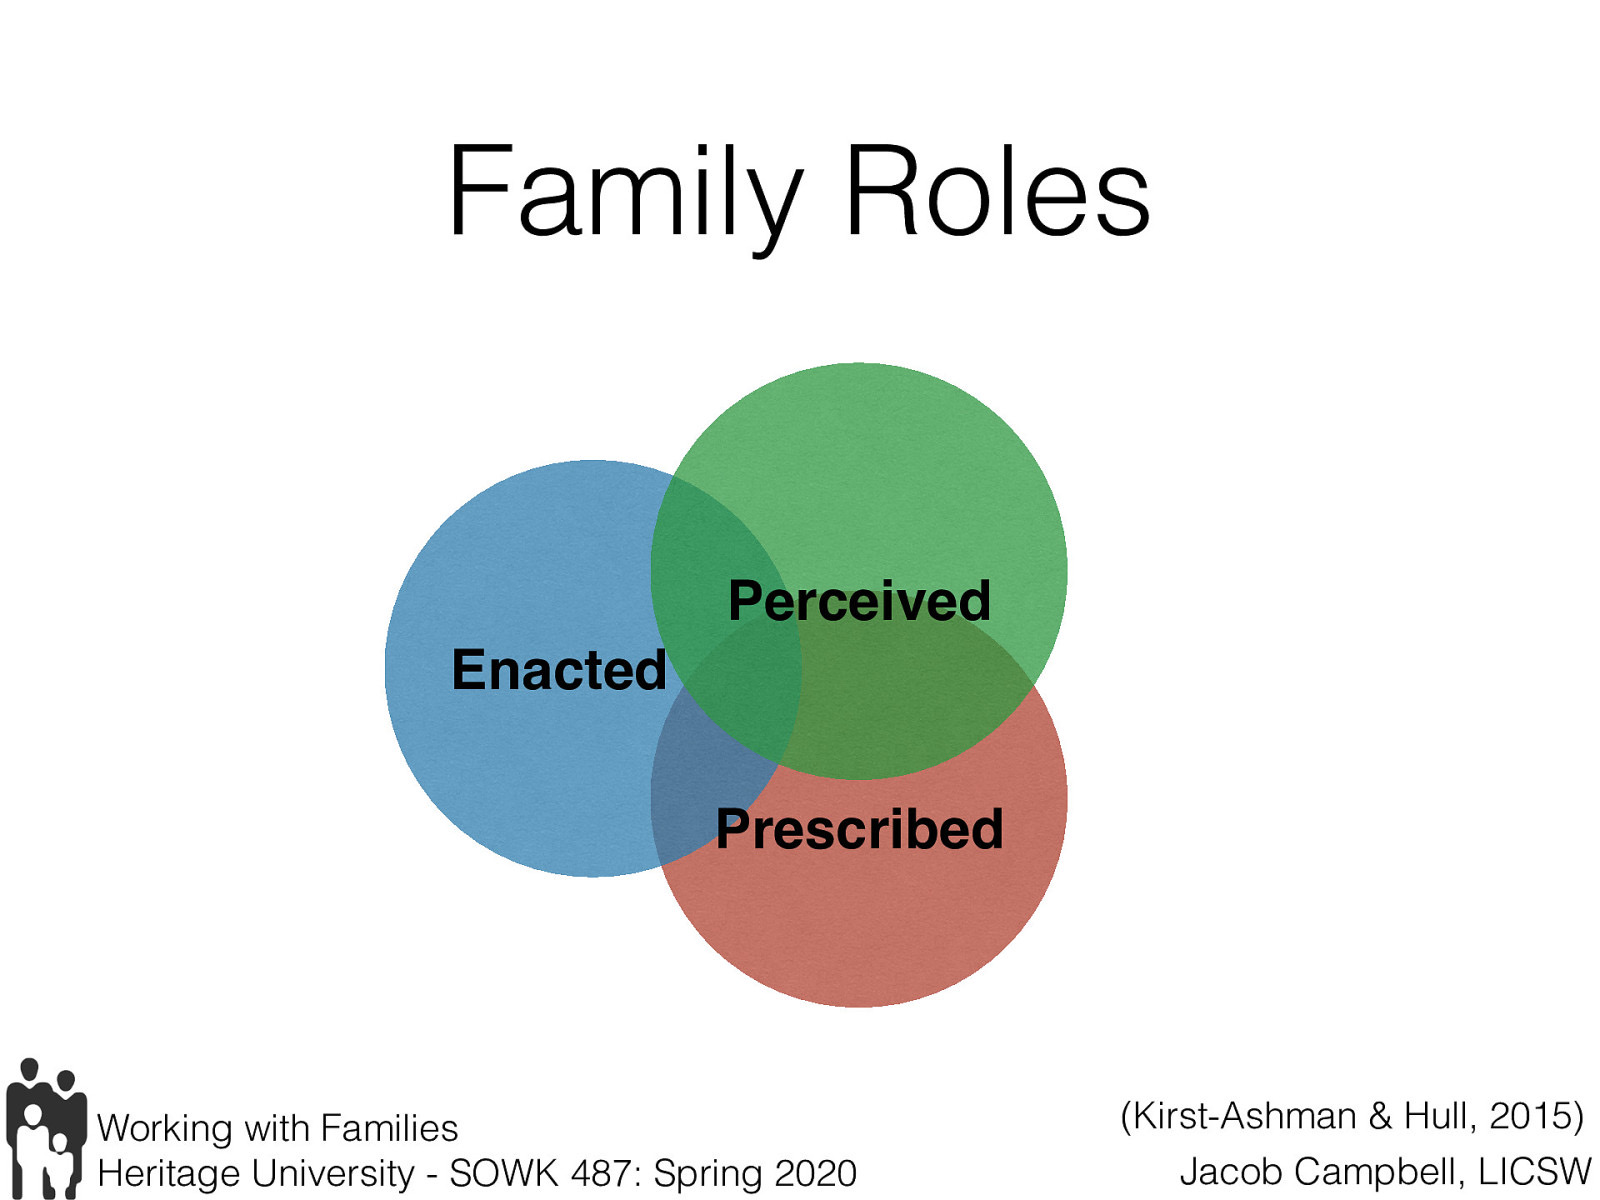 Family Roles
Perceived
Enacted
Prescribed
Working with Families
Heritage University - SOWK 487: Spring 2020
(Kirst-Ashman & Hull, 2015)
Jacob Campbell, LICSW